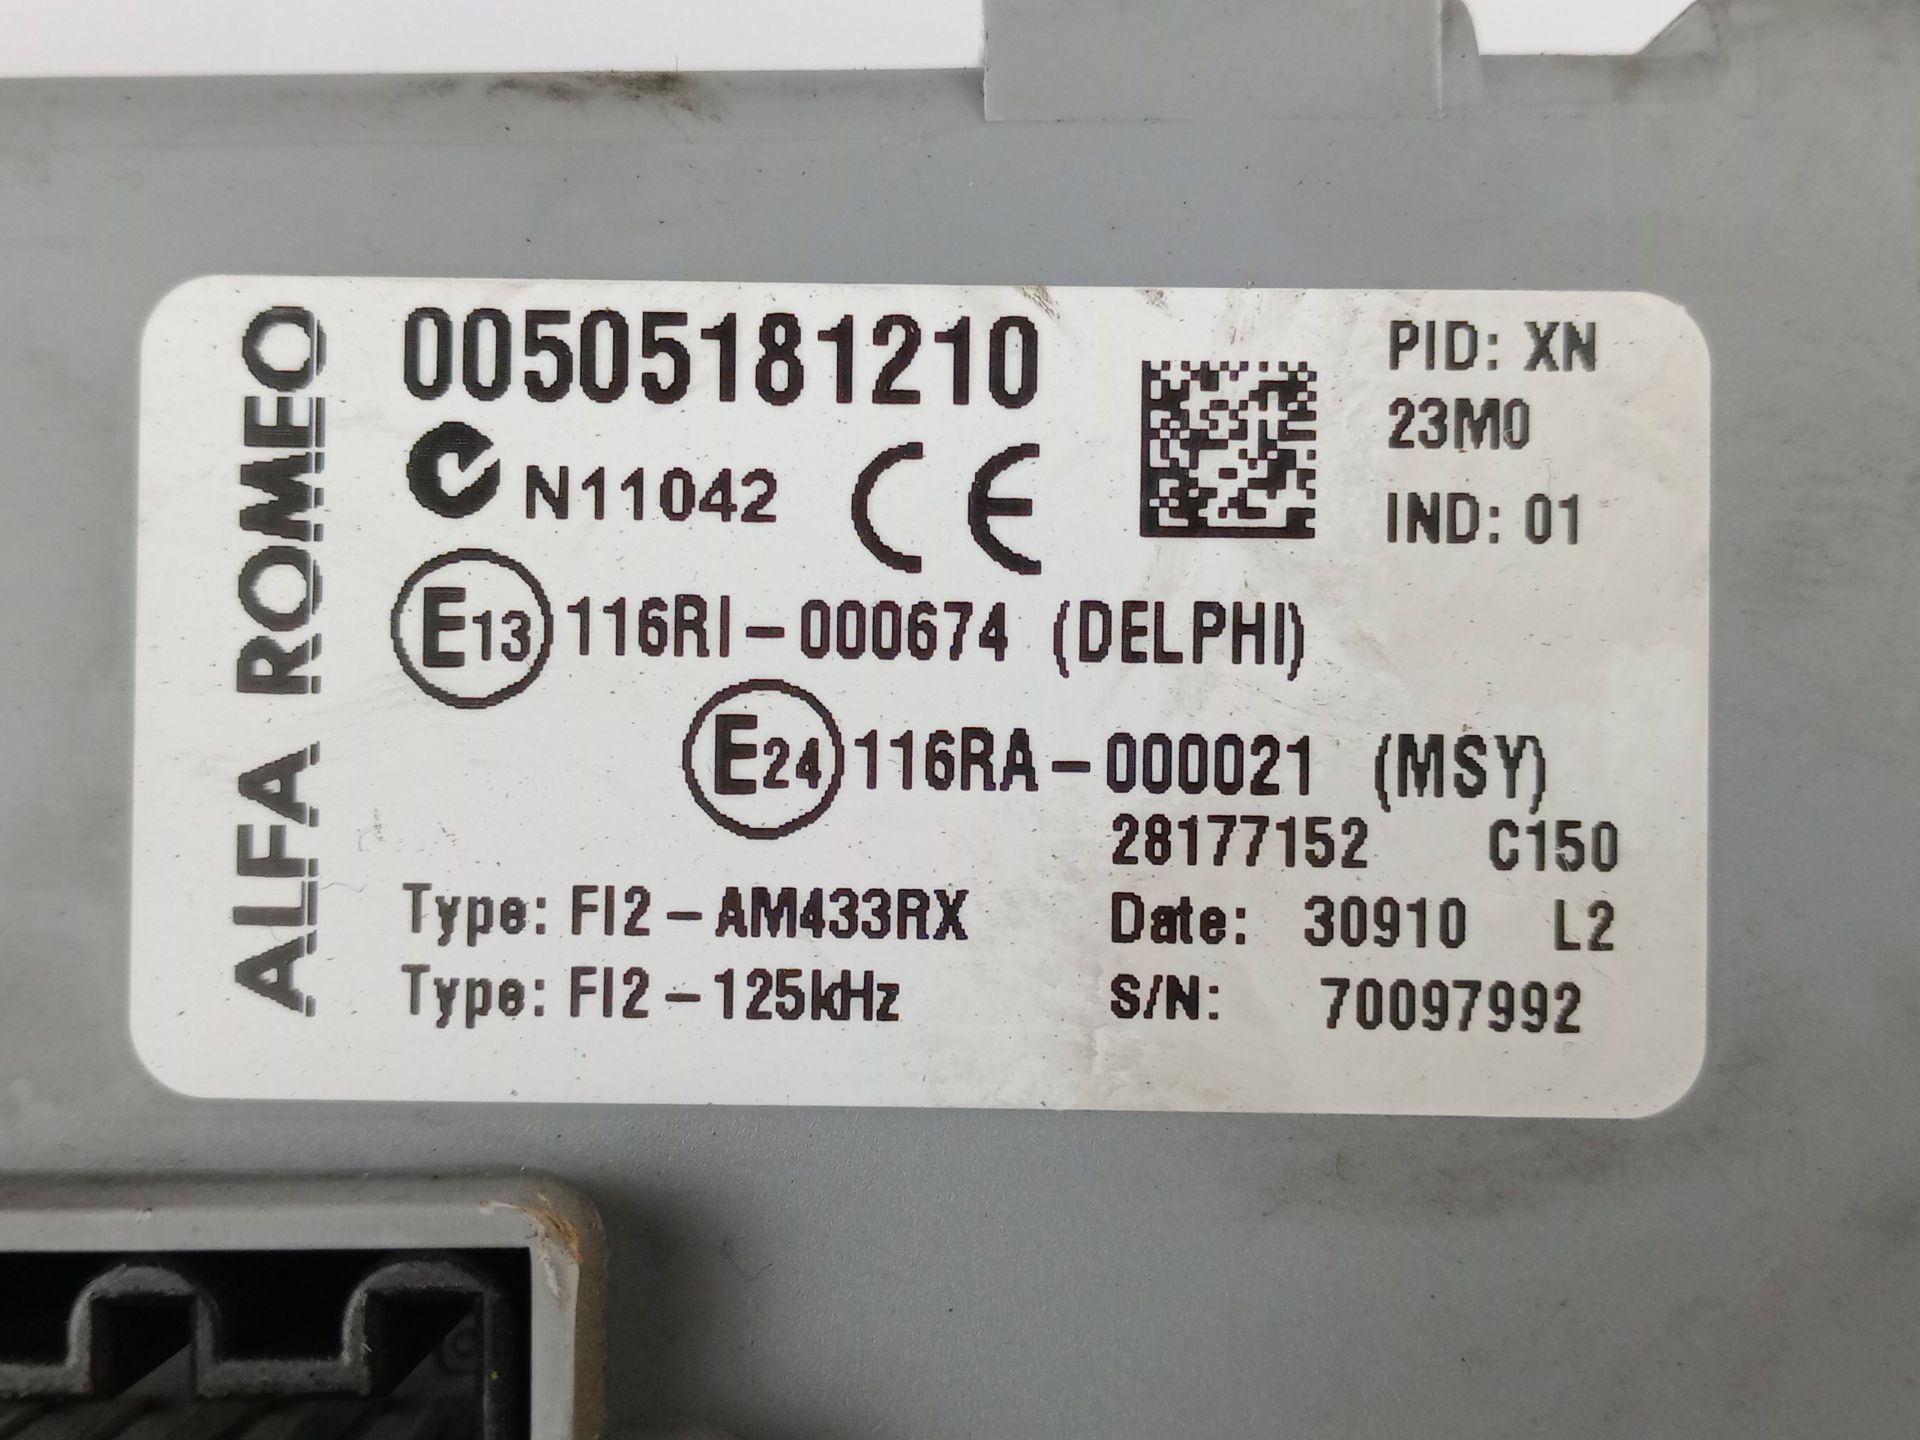 ALFA ROMEO
00505181210
PID: XN
23M0
N11042 CE
IND: 01
E13 116RI-000674 (DELPHI)
E24 116RA-000021 (MSY)
28177152 C150
Type: FI2-AM433RX
Date: 30910 L2
Type: FI2-125kHz
S/N: 70097992